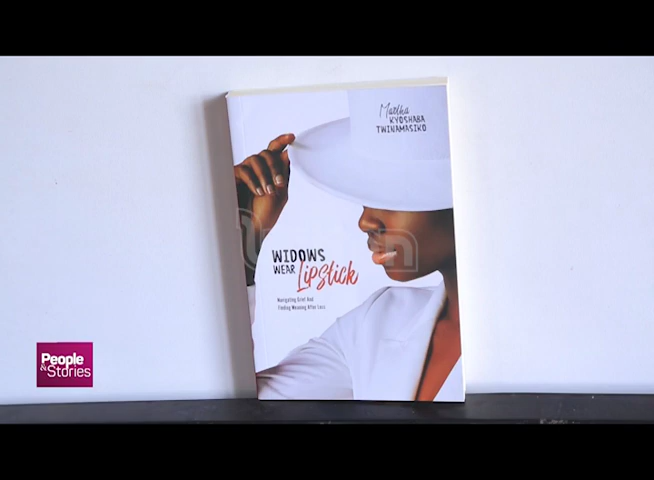 Martha
KYOSHABA
TWINAMASIKO
WIDOWS
WEAR Lipstick
Navigating Grief And
Finding Meaning After Loss
People
& Stories